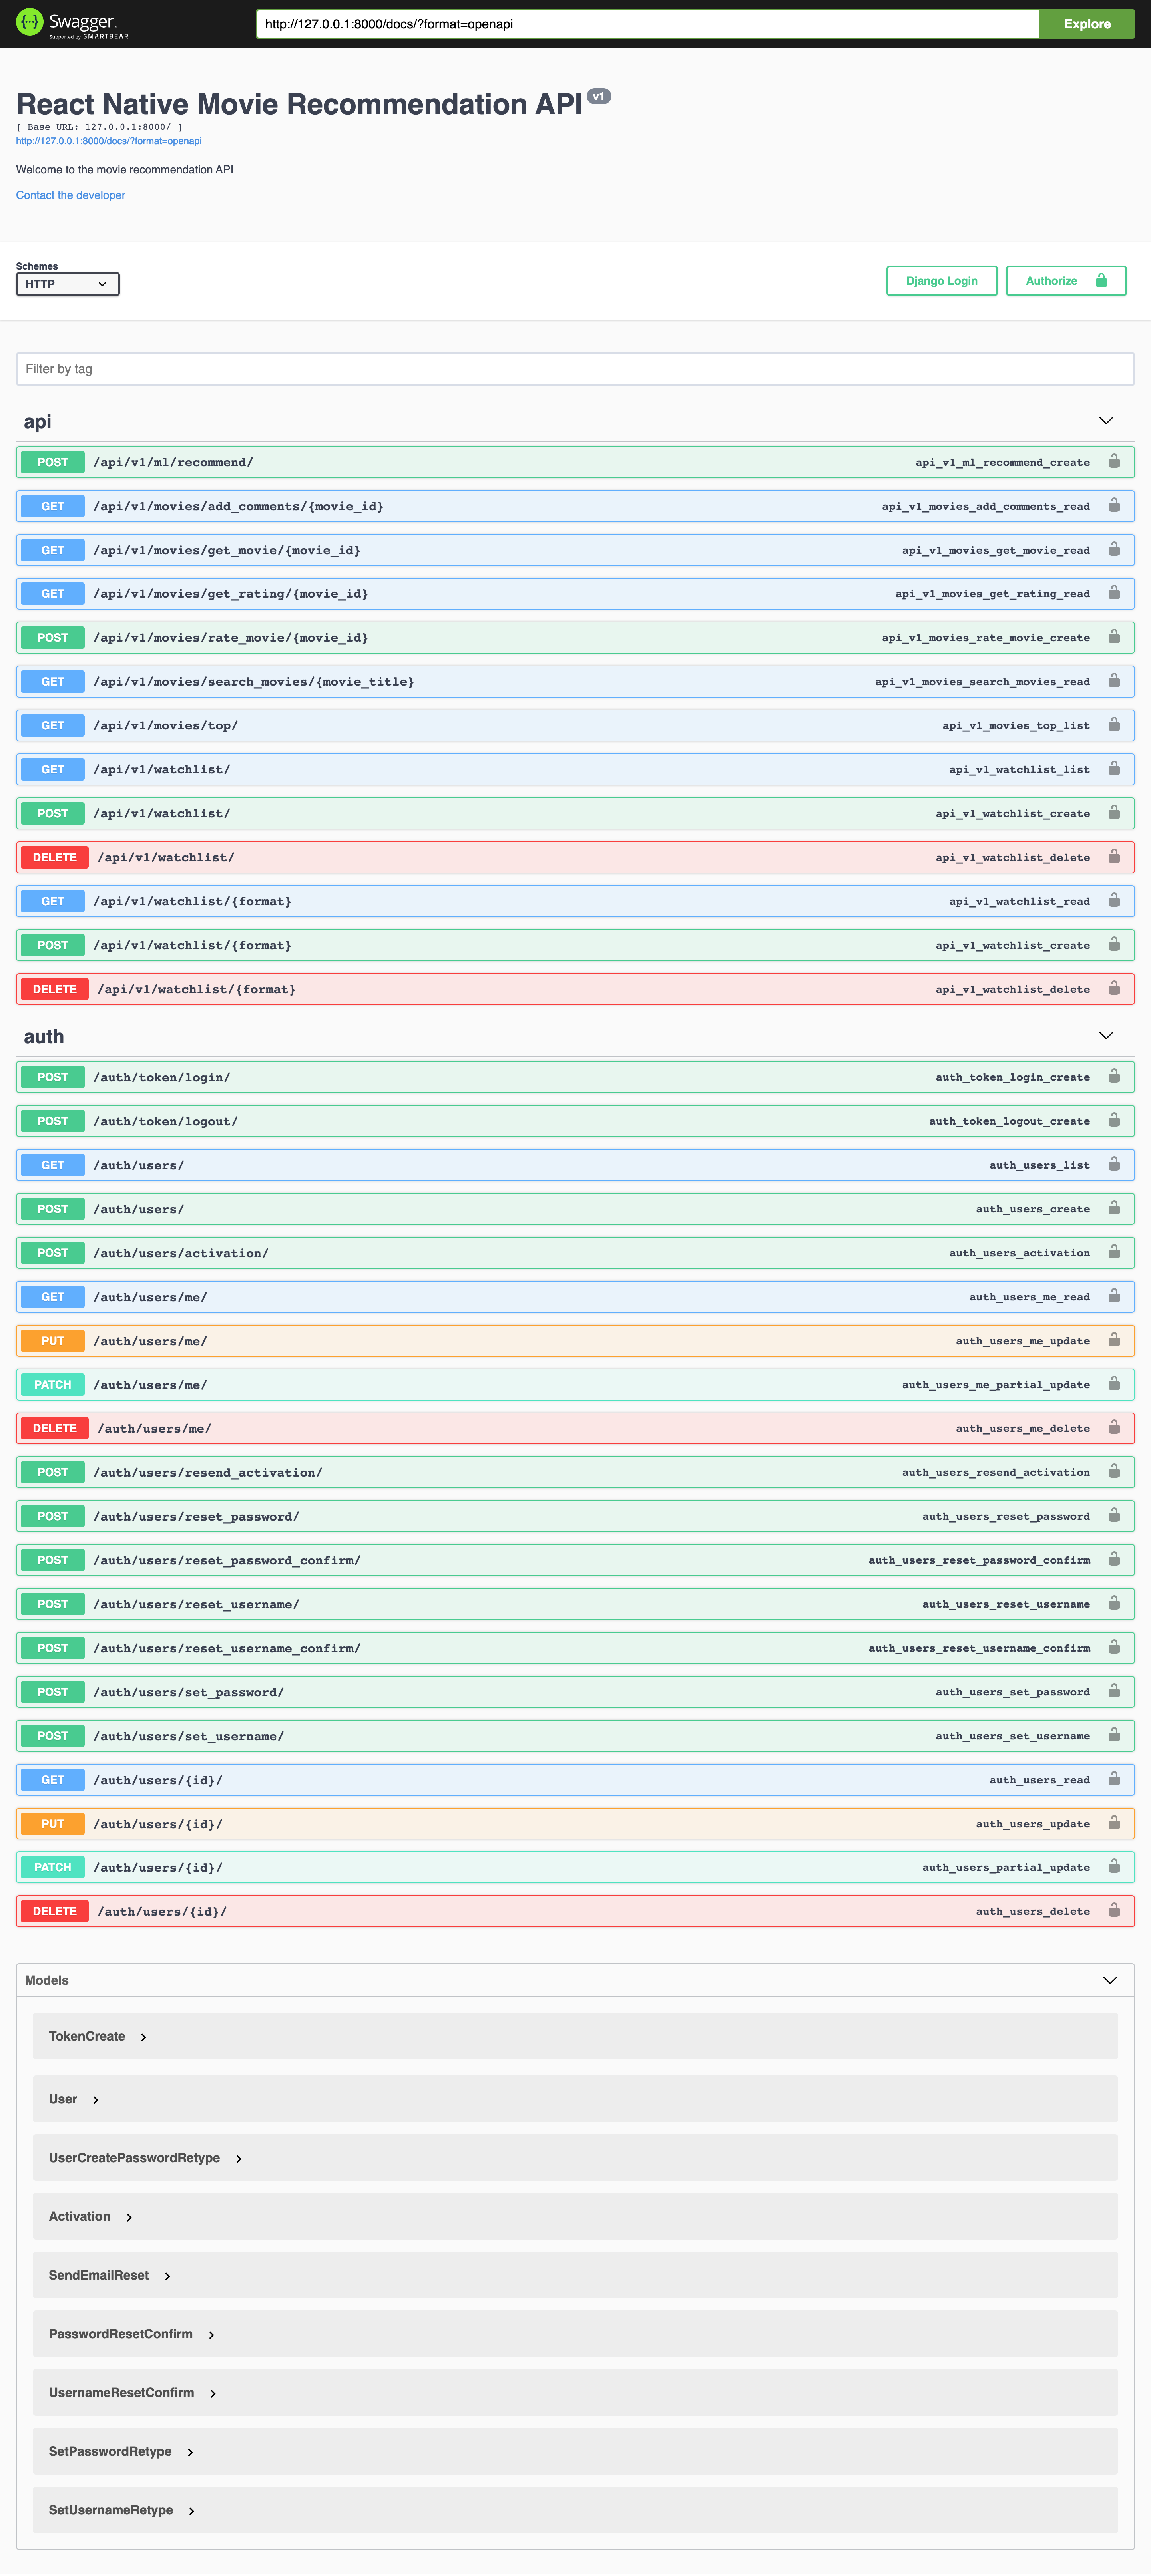 Swagger.
Supported by SMARTBEAR
http://127.0.0.1:8000/docs/?format=openapi
Explore
React Native Movie Recommendation API v1
[ Base URL: 127.0.0.1:8000/ ]
http://127.0.0.1:8000/docs/?format=openapi
Welcome to the movie recommendation API
Contact the developer
Schemes
HTTP
Django Login
Authorize
Filter by tag
api
POST /api/v1/ml/recommend/ api_v1_ml_recommend_create
GET /api/v1/movies/add_comments/{movie_id} api_v1_movies_add_comments_read
GET /api/v1/movies/get_movie/{movie_id} api_v1_movies_get_movie_read
GET /api/v1/movies/get_rating/{movie_id} api_v1_movies_get_rating_read
POST /api/v1/movies/rate_movie/{movie_id} api_v1_movies_rate_movie_create
GET /api/v1/movies/search_movies/{movie_title} api_v1_movies_search_movies_read
GET /api/v1/movies/top/ api_v1_movies_top_list
GET /api/v1/watchlist/ api_v1_watchlist_list
POST /api/v1/watchlist/ api_v1_watchlist_create
DELETE /api/v1/watchlist/ api_v1_watchlist_delete
GET /api/v1/watchlist/{format} api_v1_watchlist_read
POST /api/v1/watchlist/{format} api_v1_watchlist_create
DELETE /api/v1/watchlist/{format} api_v1_watchlist_delete
auth
POST /auth/token/login/ auth_token_login_create
POST /auth/token/logout/ auth_token_logout_create
GET /auth/users/ auth_users_list
POST /auth/users/ auth_users_create
POST /auth/users/activation/ auth_users_activation
GET /auth/users/me/ auth_users_me_read
PUT /auth/users/me/ auth_users_me_update
PATCH /auth/users/me/ auth_users_me_partial_update
DELETE /auth/users/me/ auth_users_me_delete
POST /auth/users/resend_activation/ auth_users_resend_activation
POST /auth/users/reset_password/ auth_users_reset_password
POST /auth/users/reset_password_confirm/ auth_users_reset_password_confirm
POST /auth/users/reset_username/ auth_users_reset_username
POST /auth/users/reset_username_confirm/ auth_users_reset_username_confirm
POST /auth/users/set_password/ auth_users_set_password
POST /auth/users/set_username/ auth_users_set_username
GET /auth/users/{id}/ auth_users_read
PUT /auth/users/{id}/ auth_users_update
PATCH /auth/users/{id}/ auth_users_partial_update
DELETE /auth/users/{id}/ auth_users_delete
Models
TokenCreate
User
UserCreatePasswordRetype
Activation
SendEmailReset
PasswordResetConfirm
UsernameResetConfirm
SetPasswordRetype
SetUsernameRetype